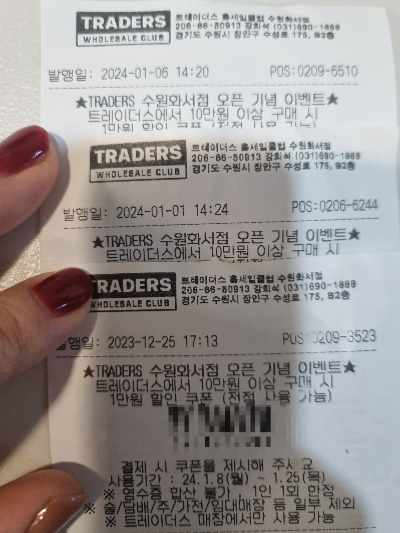 TRADERS
WHOLESALE CLUB
트레이더스 홀세일클럽 수원화서점
206-86-50913 강희석 (031)690-1888
경기도 수원시 장안구 수성로 175, B2층
발행일: 2024-01-06 14:20 POS:0209-6510
★TRADERS 수원화서점 오픈 기념 이벤트★
트레이더스에서 10만원 이상 구매 시
1만원 할인 쿠폰 (전점 사용 가능)
TRADERS
WHOLESALE CLUB
트레이더스 홀세일클럽 수원화서점
206-86-50913 강희석 (031)690-1888
경기도 수원시 장안구 수성로 175, B2층
발행일: 2024-01-01 14:24 POS:0206-6244
★TRADERS 수원화서점 오픈 기념 이벤트★
트레이더스에서 10만원 이상 구매 시
TRADERS
WHOLESALE CLUB
트레이더스 홀세일클럽 수원화서점
206-86-50913 강희석 (031)690-1888
경기도 수원시 장안구 수성로 175, B2층
발행일: 2023-12-25 17:13 POS:0209-3523
★TRADERS 수원화서점 오픈 기념 이벤트★
트레이더스에서 10만원 이상 구매 시
1만원 할인 쿠폰 (전점 사용 가능)
결제 시 쿠폰을 제시해 주시요
사용기간 : 24.1.8(월) ~ 1.25(목)
※ 영수증 합산 불가, 1인 1회 한정
※ 술/담배/주/가전/임대매장 등 일부 제외
※ 트레이더스 매장에서만 사용 가능